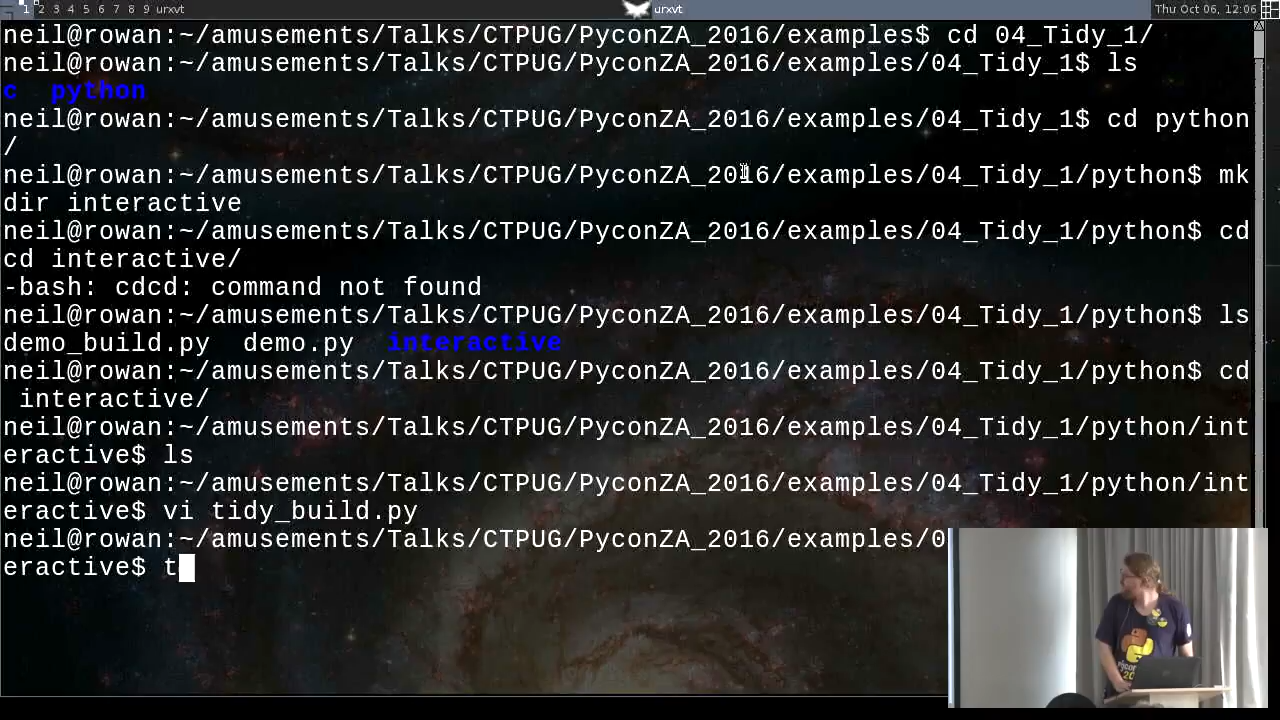 1 2 3 4 5 6 7 8 9 urxvt urxvt Thu Oct 06, 12:06
neil@rowan:~/amusements/Talks/CTPUG/PyconZA_2016/examples$ cd 04_Tidy_1/
neil@rowan:~/amusements/Talks/CTPUG/PyconZA_2016/examples/04_Tidy_1$ ls
c  python
neil@rowan:~/amusements/Talks/CTPUG/PyconZA_2016/examples/04_Tidy_1$ cd python
/
neil@rowan:~/amusements/Talks/CTPUG/PyconZA_2016/examples/04_Tidy_1/python$ mk
dir interactive
neil@rowan:~/amusements/Talks/CTPUG/PyconZA_2016/examples/04_Tidy_1/python$ cd
cd interactive/
-bash: cdcd: command not found
neil@rowan:~/amusements/Talks/CTPUG/PyconZA_2016/examples/04_Tidy_1/python$ ls
demo_build.py  demo.py  interactive
neil@rowan:~/amusements/Talks/CTPUG/PyconZA_2016/examples/04_Tidy_1/python$ cd
 interactive/
neil@rowan:~/amusements/Talks/CTPUG/PyconZA_2016/examples/04_Tidy_1/python/int
eractive$ ls
neil@rowan:~/amusements/Talks/CTPUG/PyconZA_2016/examples/04_Tidy_1/python/int
eractive$ vi tidy_build.py
neil@rowan:~/amusements/Talks/CTPUG/PyconZA_2016/examples/0
eractive$ t